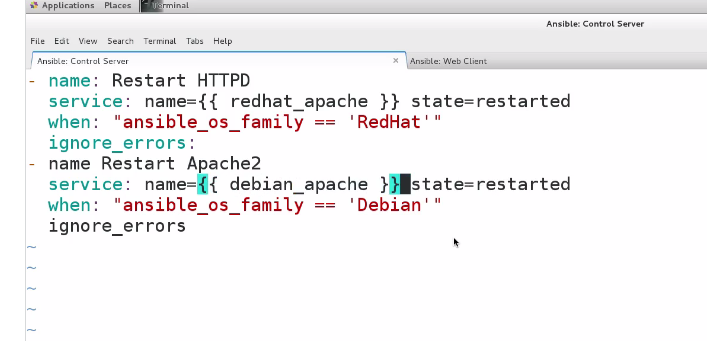 Applications Places Terminal
Ansible: Control Server
File Edit View Search Terminal Tabs Help
Ansible: Control Server × Ansible: Web Client
- name: Restart HTTPD
service: name={{ redhat_apache }} state=restarted
when: "ansible_os_family == 'RedHat'"
ignore_errors:
- name Restart Apache2
service: name={{ debian_apache }} state=restarted
when: "ansible_os_family == 'Debian'"
ignore_errors
~
~
~
~
~